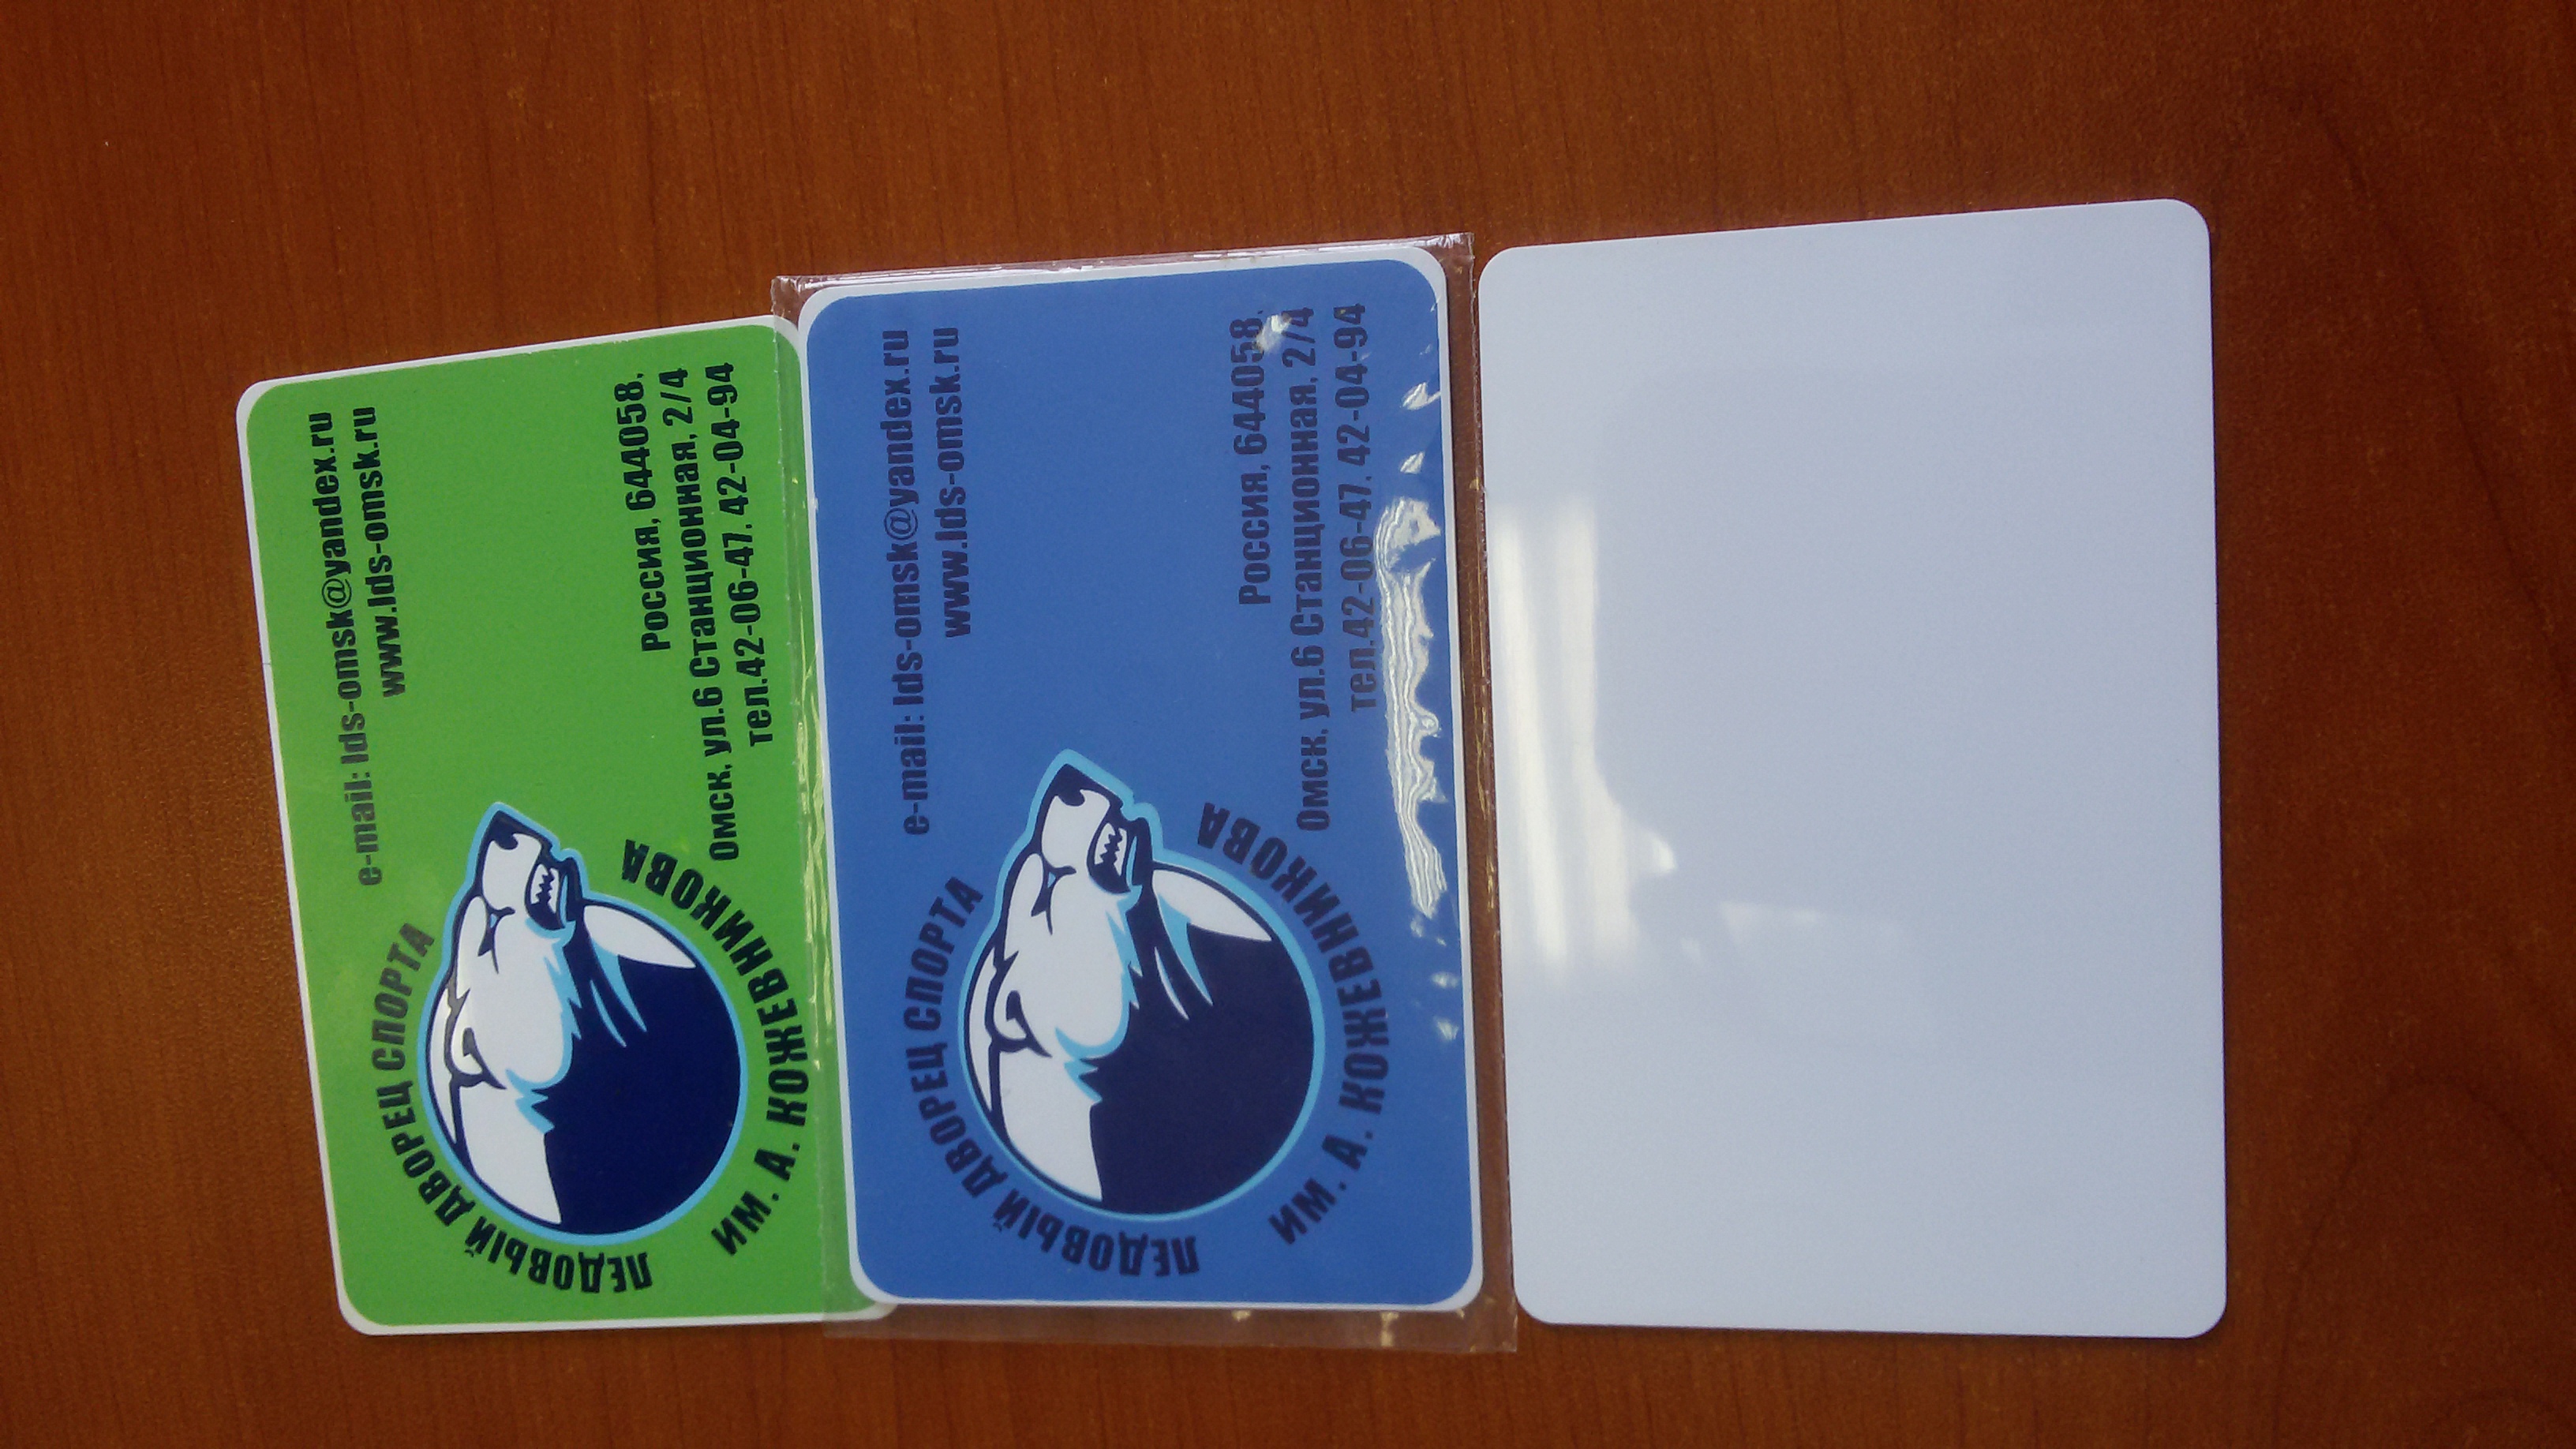 e-mail: lds-omsk@yandex.ru
www.lds-omsk.ru
ЛЕДОВЫЙ ДВОРЕЦ СПОРТА
ИМ. А. КОЖЕВНИКОВА
Россия, 644058,
Омск, ул.6 Станционная, 2/4
тел.42-06-47, 42-04-94
e-mail: lds-omsk@yandex.ru
www.lds-omsk.ru
ЛЕДОВЫЙ ДВОРЕЦ СПОРТА
ИМ. А. КОЖЕВНИКОВА
Россия, 644058,
Омск, ул.6 Станционная, 2/4
тел.42-06-47, 42-04-94